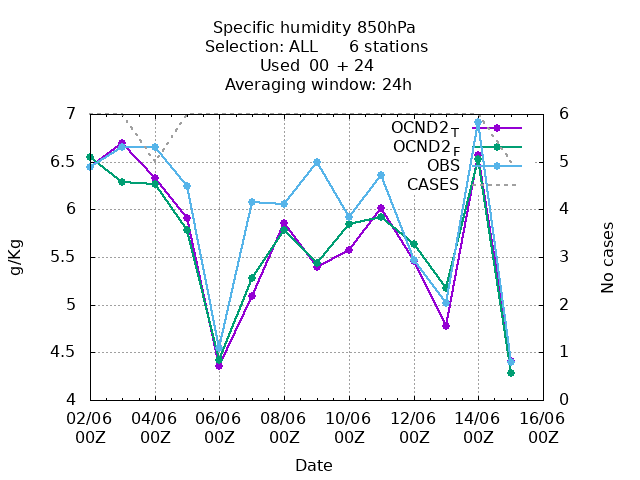 Specific humidity 850hPa
Selection: ALL 6 stations
Used 00 + 24
Averaging window: 24h
7 6
OCND2T
OCND2F
OBS
CASES
6.5 5
6 4
5.5 3
5 2
4.5 1
4 0
g/Kg
No cases
02/06 04/06 06/06 08/06 10/06 12/06 14/06 16/06
00Z 00Z 00Z 00Z 00Z 00Z 00Z 00Z
Date